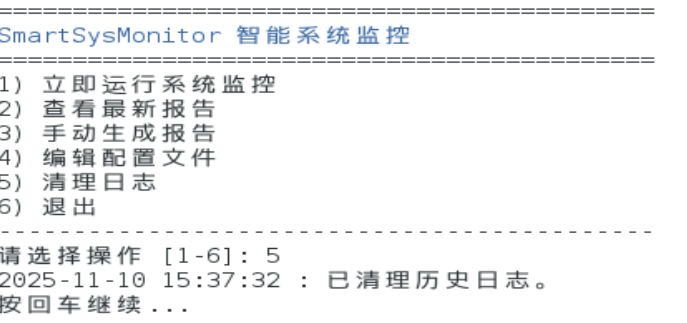 =============================================
SmartSysMonitor 智能系统监控
=============================================
1) 立即运行系统监控
2) 查看最新报告
3) 手动生成报告
4) 编辑配置文件
5) 清理日志
6) 退出
---------------------------------------------
请选择操作 [1-6]: 5
2025-11-10 15:37:32 : 已清理历史日志。
按回车继续...